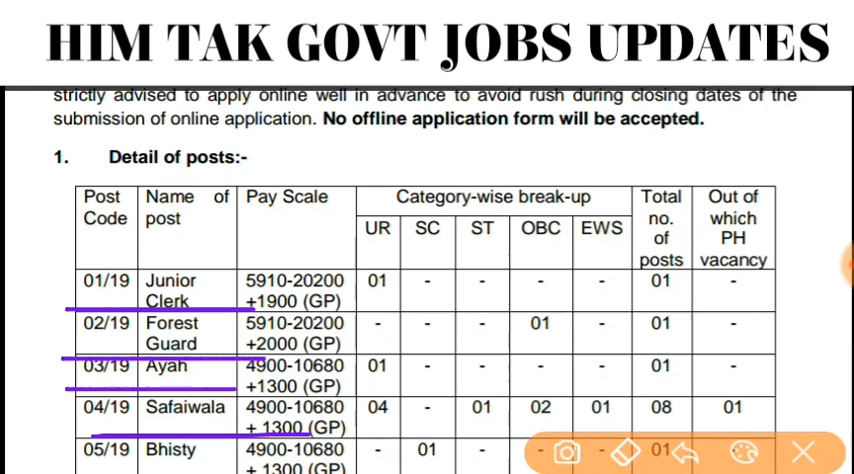 HIM TAK GOVT JOBS UPDATES
strictly advised to apply online well in advance to avoid rush during closing dates of the
submission of online application. No offline application form will be accepted.
1. Detail of posts:-
Post Code Name of post Pay Scale Category-wise break-up Total no. of posts Out of which PH vacancy
UR SC ST OBC EWS
01/19 Junior Clerk 5910-20200 +1900 (GP) 01 - - - - 01 -
02/19 Forest Guard 5910-20200 +2000 (GP) - - - 01 - 01 -
03/19 Ayah 4900-10680 +1300 (GP) 01 - - - - 01 -
04/19 Safaiwala 4900-10680 + 1300 (GP) 04 - 01 02 01 08 01
05/19 Bhisty 4900-10680 + 1300 (GP) - 01 - - - 01